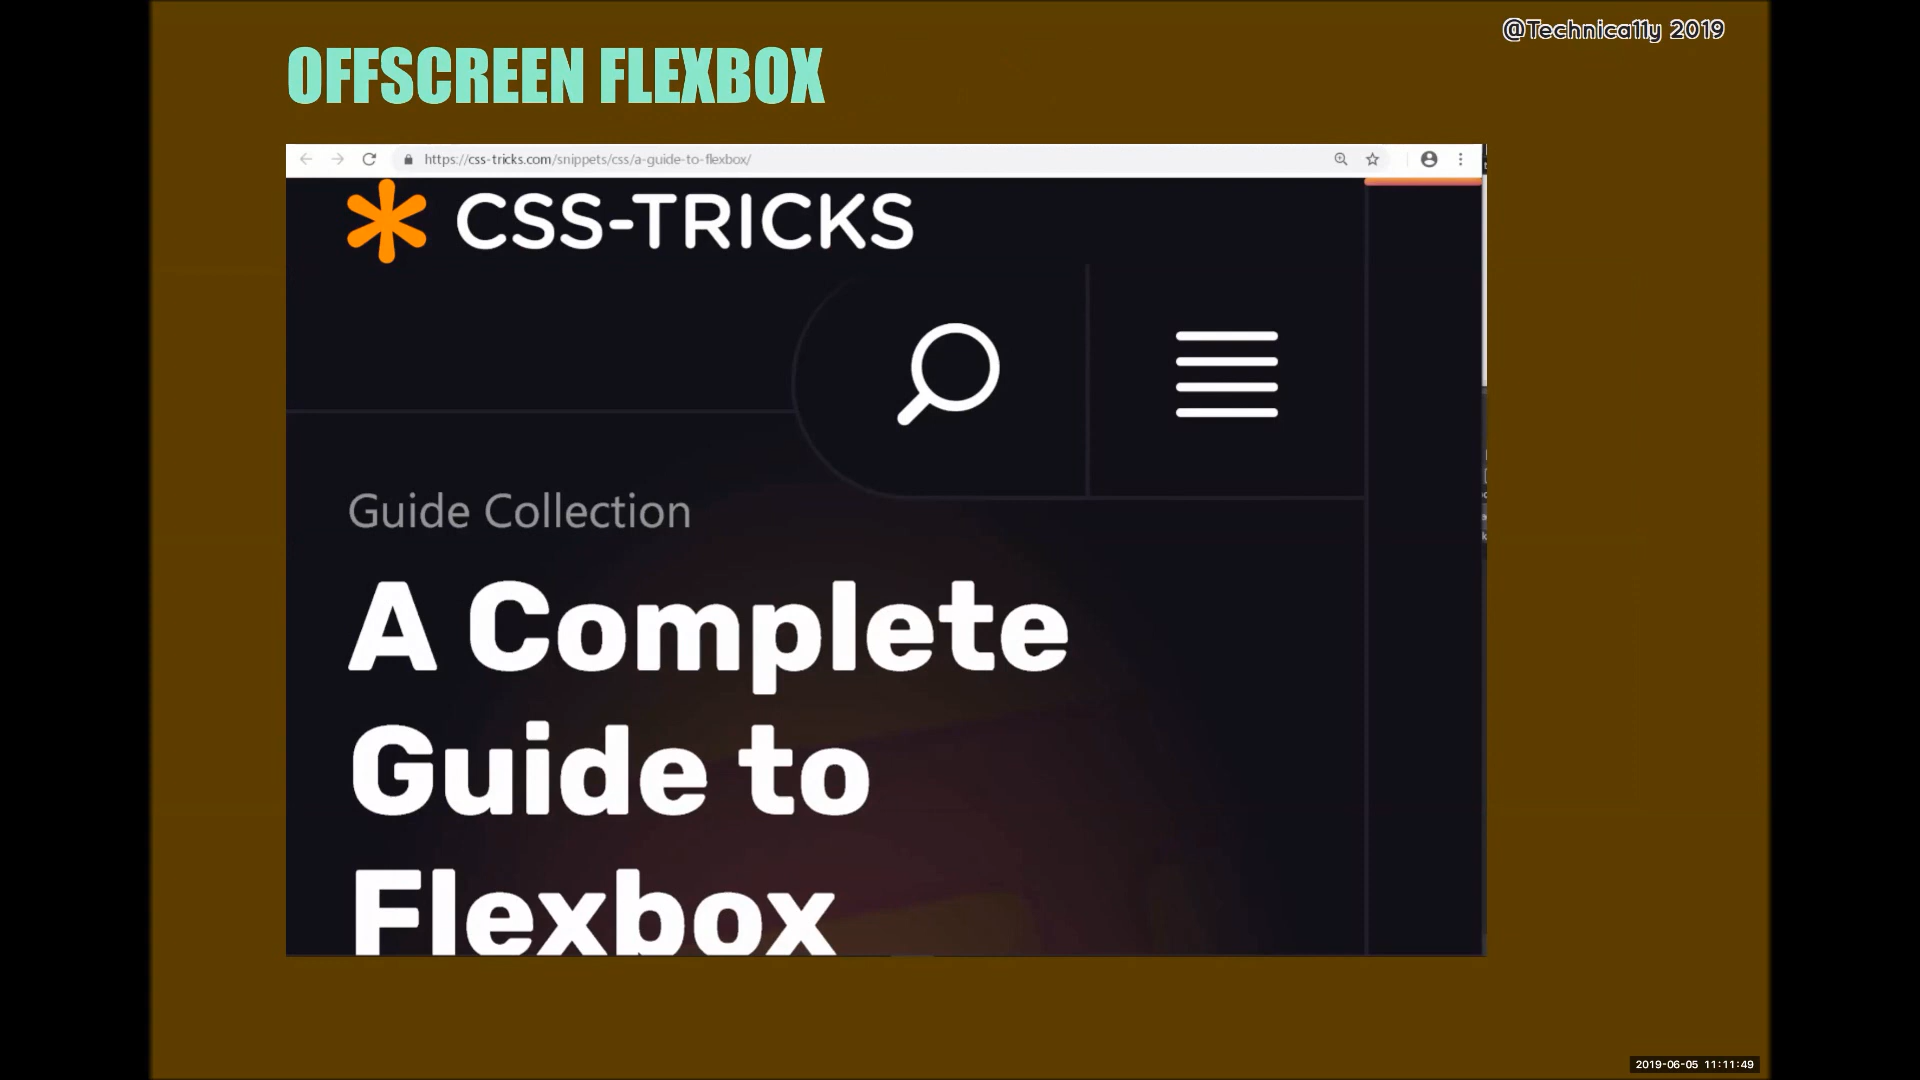 @Technica11y 2019
OFFSCREEN FLEXBOX
https://css-tricks.com/snippets/css/a-guide-to-flexbox/
CSS-TRICKS
Guide Collection
A Complete
Guide to
Flexbox
2019-06-05 11:11:49